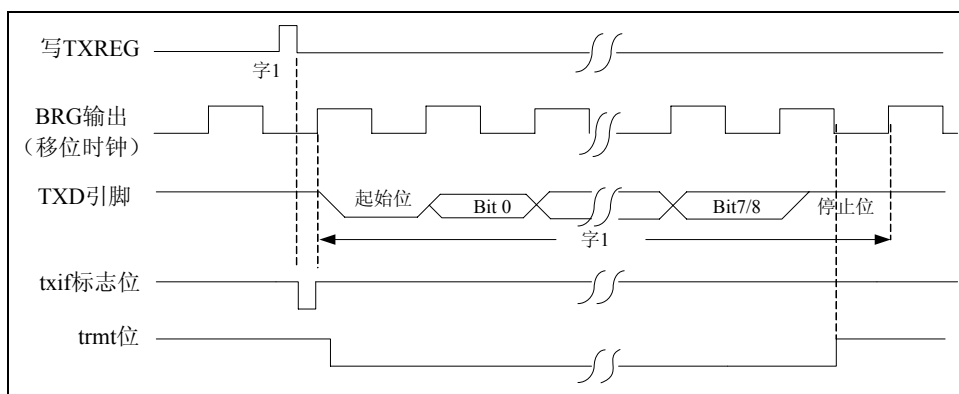 写TXREG
字1
BRG输出
（移位时钟）
TXD引脚
起始位
Bit 0
Bit7/8
停止位
字1
txif标志位
trmt位